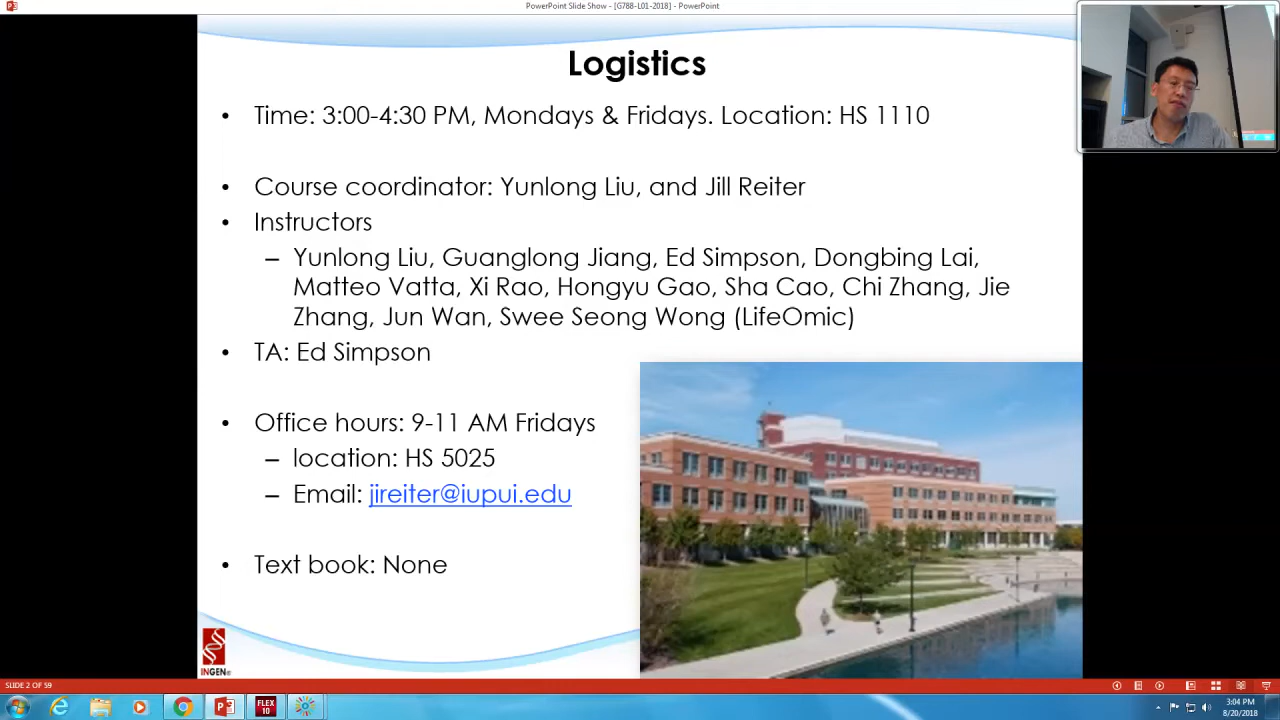 PowerPoint Slide Show - [G788-L01-2018] - PowerPoint
Logistics
• Time: 3:00-4:30 PM, Mondays & Fridays. Location: HS 1110
• Course coordinator: Yunlong Liu, and Jill Reiter
• Instructors
– Yunlong Liu, Guanglong Jiang, Ed Simpson, Dongbing Lai,
Matteo Vatta, Xi Rao, Hongyu Gao, Sha Cao, Chi Zhang, Jie
Zhang, Jun Wan, Swee Seong Wong (LifeOmic)
• TA: Ed Simpson
• Office hours: 9-11 AM Fridays
– location: HS 5025
– Email: jireiter@iupui.edu
• Text book: None
INGEN
SLIDE 2 OF 59
FLEX
10
3:04 PM
8/20/2018